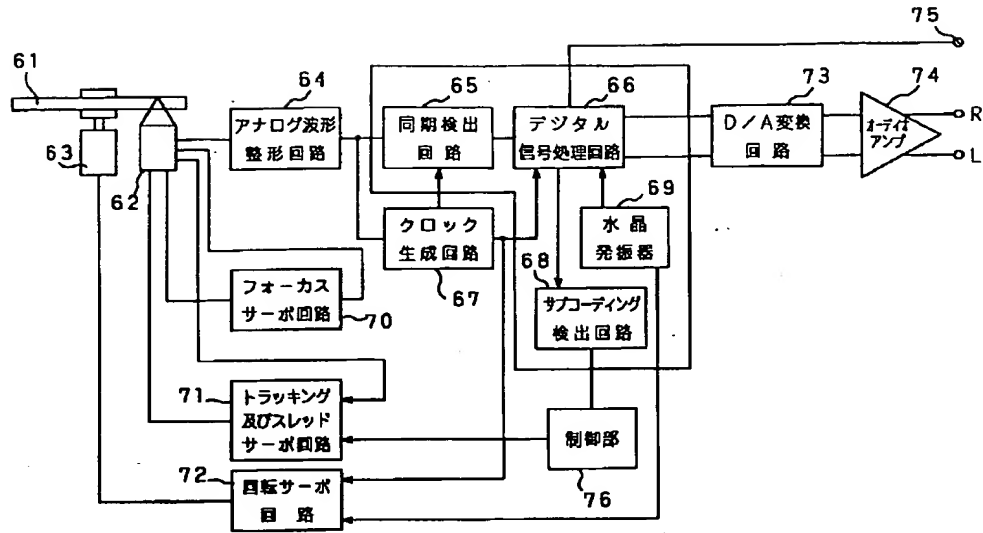 61
62
63
64
アナログ波形
整形回路
65
同期検出
回路
66
デジタル
信号処理回路
67
クロック
生成回路
68
サブコーディング
検出回路
69
水晶
発振器
フォーカス
サーボ回路
70
71
トラッキング
及びスレッド
サーボ回路
72
回転サーボ
回路
73
D/A変換
回路
74
オーディオ
アンプ
75
R
L
制御部
76